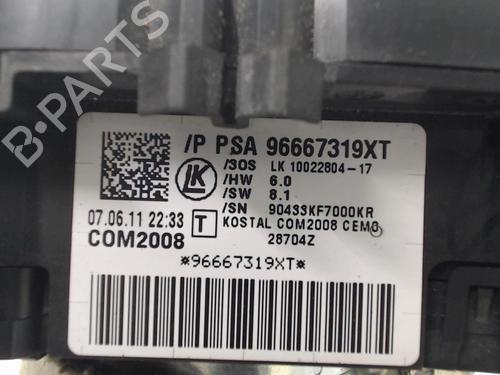 /P PSA 96667319XT
/SOS LK 10022804-17
/HW 6.0
/SW 8.1
/SN 90433KF7000KR
LK
07.06.11 22:33 T KOSTAL COM2008 CEM0
COM2008 28704Z
*96667319XT*
B-PARTS